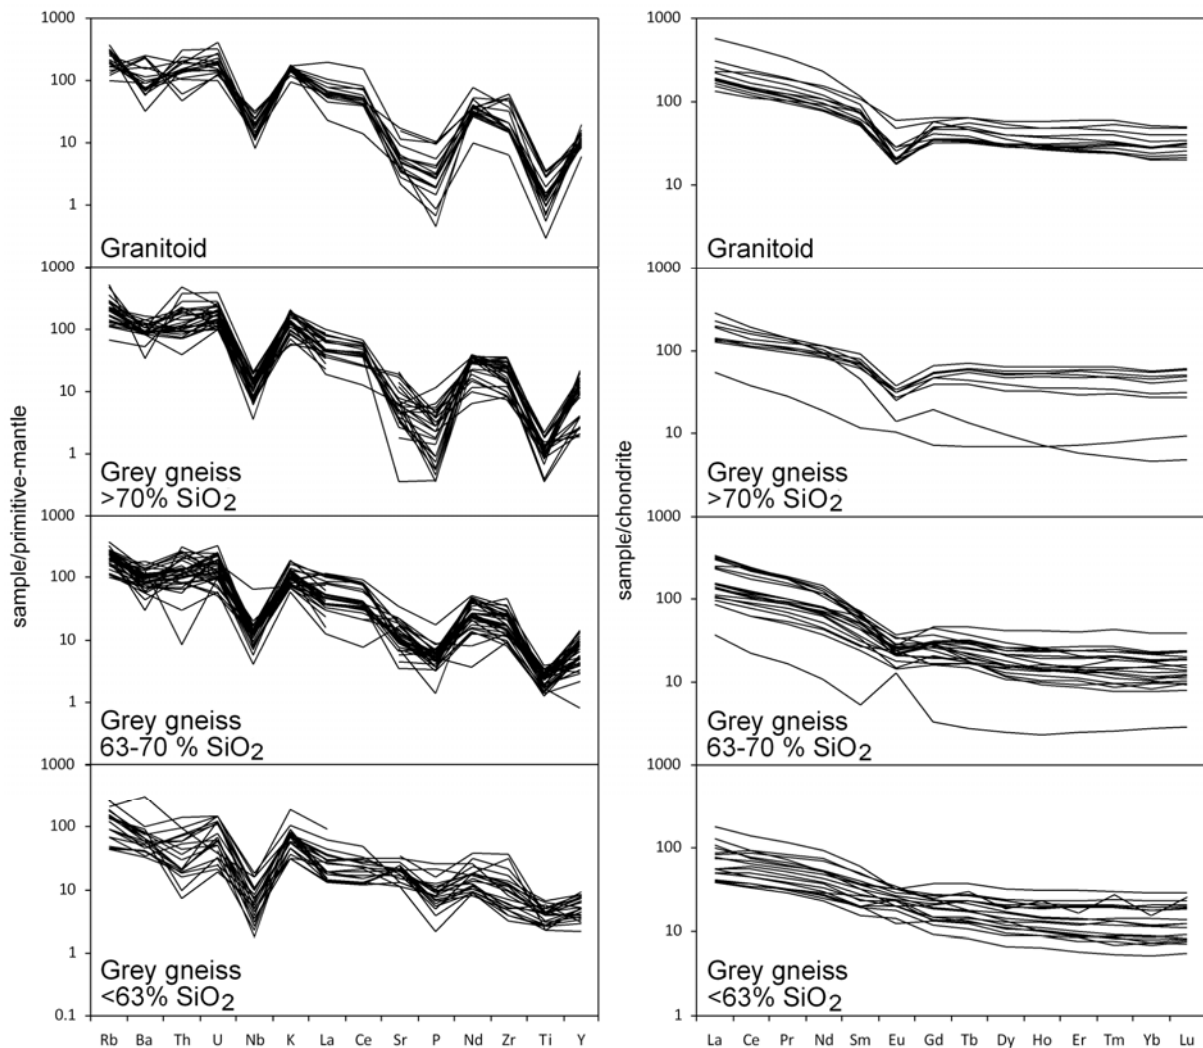 1000
100
10
1
Granitoid
1000
100
10
1
Grey gneiss
>70% SiO2
1000
100
10
1
Grey gneiss
63-70 % SiO2
1000
100
10
1
0.1
Grey gneiss
<63% SiO2
sample/primitive-mantle
Rb Ba Th U Nb K La Ce Sr P Nd Zr Ti Y
1000
100
10
Granitoid
1000
100
10
Grey gneiss
>70% SiO2
1000
100
10
Grey gneiss
63-70 % SiO2
1000
100
10
1
Grey gneiss
<63% SiO2
sample/chondrite
La Ce Pr Nd Sm Eu Gd Tb Dy Ho Er Tm Yb Lu